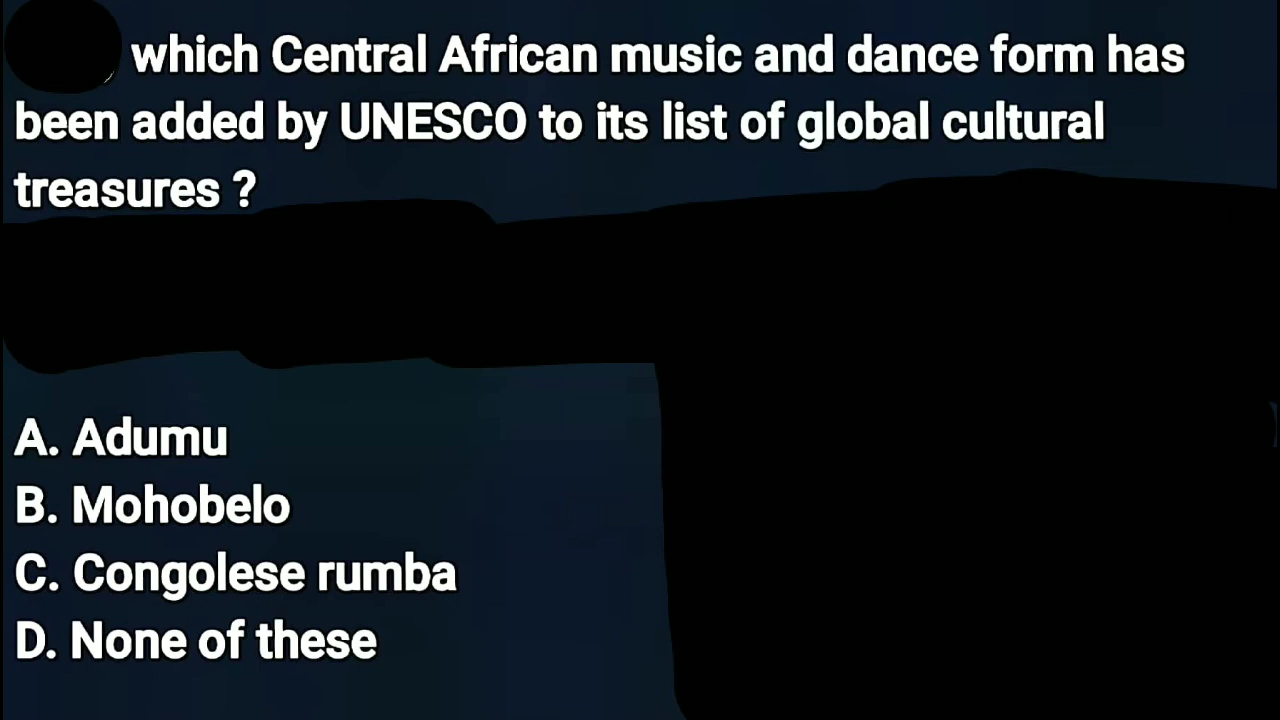 which Central African music and dance form has
been added by UNESCO to its list of global cultural
treasures ?
A. Adumu
B. Mohobelo
C. Congolese rumba
D. None of these